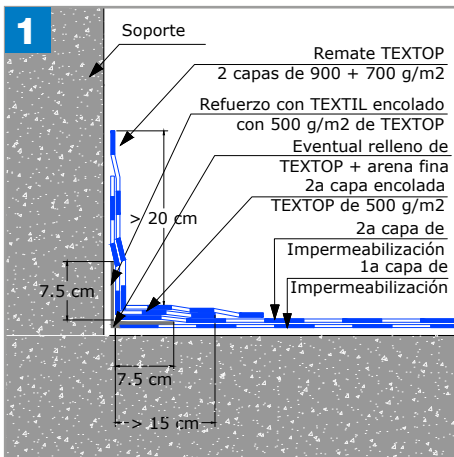 1
Soporte
Remate TEXTOP
2 capas de 900 + 700 g/m2
Refuerzo con TEXTIL encolado
con 500 g/m2 de TEXTOP
Eventual relleno de
TEXTOP + arena fina
2a capa encolada
TEXTOP de 500 g/m2
2a capa de
Impermeabilización
1a capa de
Impermeabilización
> 20 cm
7.5 cm
7.5 cm
> 15 cm